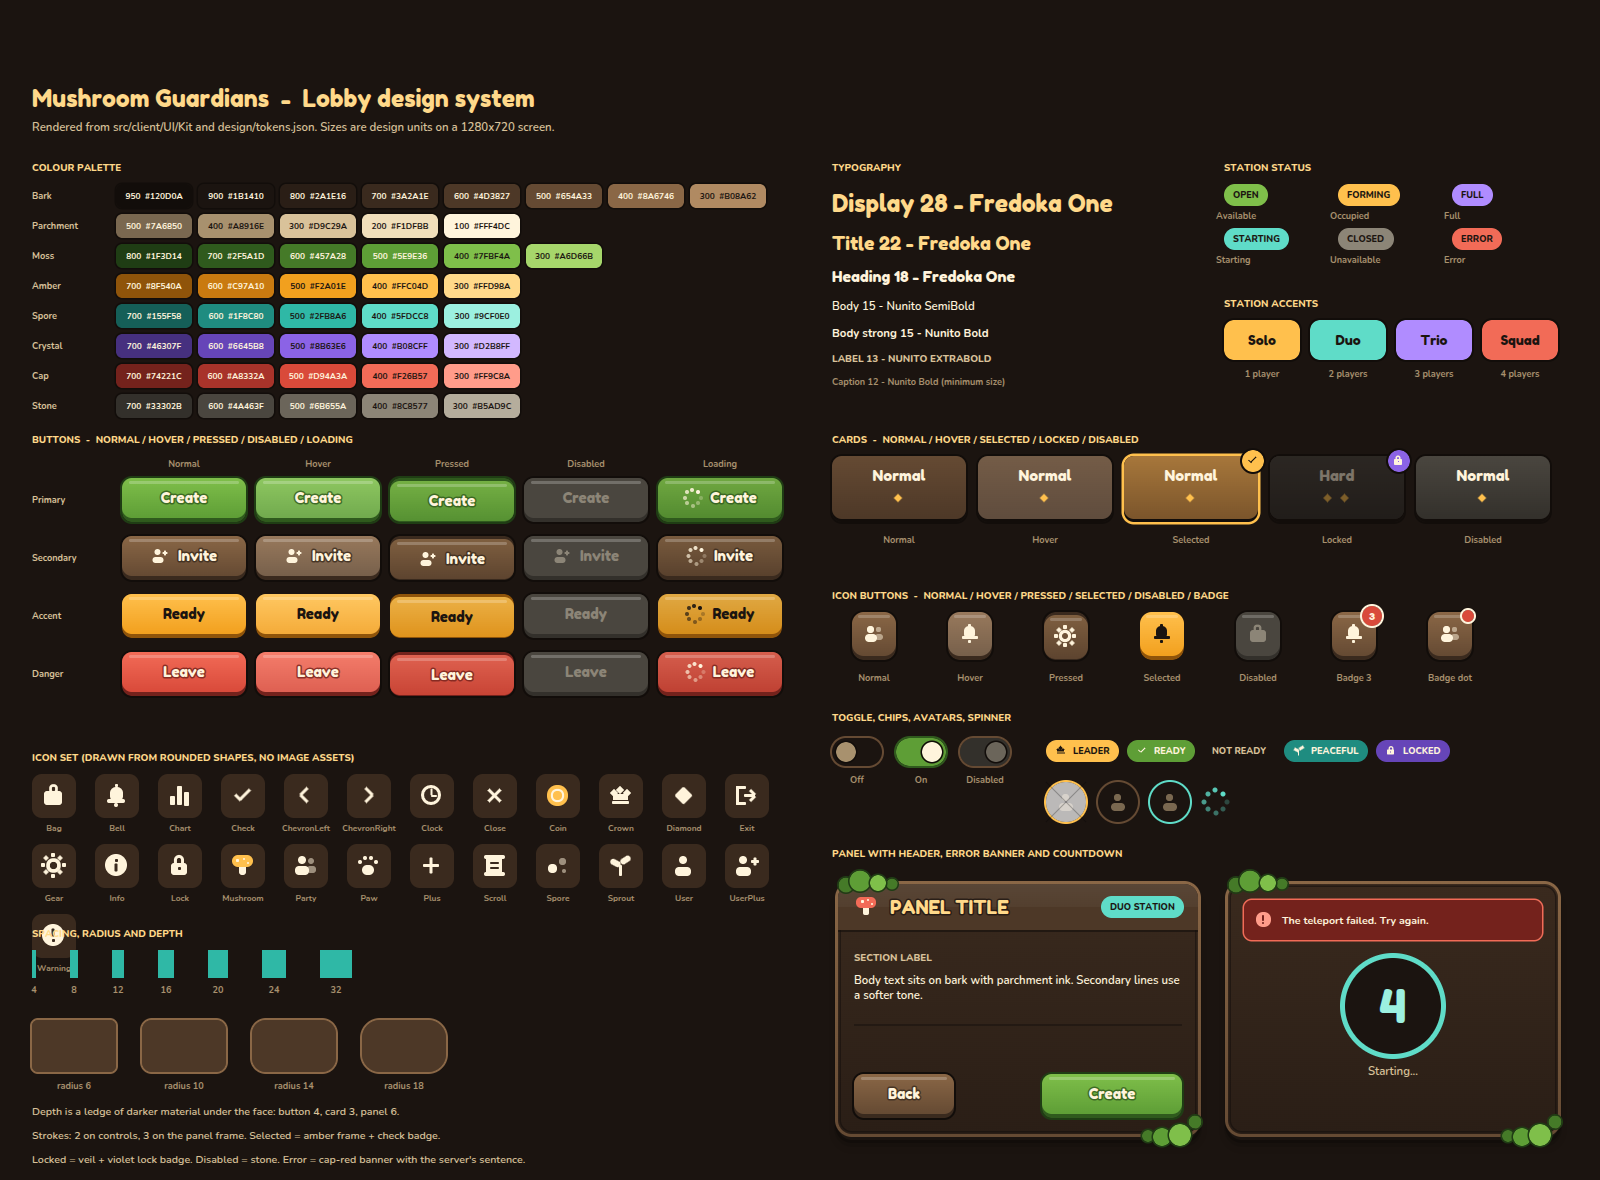 Mushroom Guardians - Lobby design system
Rendered from src/client/UI/Kit and design/tokens.json. Sizes are design units on a 1280x720 screen.
COLOUR PALETTE
Bark 950 #120D0A 900 #1B1410 800 #2A1E16 700 #3A2A1E 600 #4D3827 500 #654A33 400 #8A6746 300 #B08A62
Parchment 500 #7A6850 400 #A8916E 300 #D9C29A 200 #F1DFBB 100 #FFF4DC
Moss 800 #1F3D14 700 #2F5A1D 600 #457A28 500 #5E9E36 400 #7FBF4A 300 #A6D66B
Amber 700 #8F540A 600 #C97A10 500 #F2A01E 400 #FFC04D 300 #FFD98A
Spore 700 #155F58 600 #1F8C80 500 #2FB8A6 400 #5FDCC8 300 #9CF0E0
Crystal 700 #46307F 600 #6645B8 500 #8B63E6 400 #B08CFF 300 #D2B8FF
Cap 700 #74221C 600 #A8332A 500 #D94A3A 400 #F26B57 300 #FF9C8A
Stone 700 #33302B 600 #4A463F 500 #6B655A 400 #8C8577 300 #B5AD9C
TYPOGRAPHY
Display 28 - Fredoka One
Title 22 - Fredoka One
Heading 18 - Fredoka One
Body 15 - Nunito SemiBold
Body strong 15 - Nunito Bold
LABEL 13 - NUNITO EXTRABOLD
Caption 12 - Nunito Bold (minimum size)
STATION STATUS
OPEN FORMING FULL
Available Occupied Full
STARTING CLOSED ERROR
Starting Unavailable Error
STATION ACCENTS
Solo Duo Trio Squad
1 player 2 players 3 players 4 players
BUTTONS - NORMAL / HOVER / PRESSED / DISABLED / LOADING
Normal Hover Pressed Disabled Loading
Primary Create Create Create Create Create
Secondary Invite Invite Invite Invite Invite
Accent Ready Ready Ready Ready Ready
Danger Leave Leave Leave Leave Leave
CARDS - NORMAL / HOVER / SELECTED / LOCKED / DISABLED
Normal Normal Normal Hard Normal
Normal Hover Selected Locked Disabled
ICON BUTTONS - NORMAL / HOVER / PRESSED / SELECTED / DISABLED / BADGE
3
Normal Hover Pressed Selected Disabled Badge 3 Badge dot
TOGGLE, CHIPS, AVATARS, SPINNER
LEADER READY NOT READY PEACEFUL LOCKED
Off On Disabled
ICON SET (DRAWN FROM ROUNDED SHAPES, NO IMAGE ASSETS)
Bag Bell Chart Check ChevronLeft ChevronRight Clock Close Coin Crown Diamond Exit
Gear Info Lock Mushroom Party Paw Plus Scroll Spore Sprout User UserPlus
SPACING, RADIUS AND DEPTH
Warning
4 8 12 16 20 24 32
radius 6 radius 10 radius 14 radius 18
Depth is a ledge of darker material under the face: button 4, card 3, panel 6.
Strokes: 2 on controls, 3 on the panel frame. Selected = amber frame + check badge.
Locked = veil + violet lock badge. Disabled = stone. Error = cap-red banner with the server's sentence.
PANEL WITH HEADER, ERROR BANNER AND COUNTDOWN
PANEL TITLE DUO STATION
SECTION LABEL
Body text sits on bark with parchment ink. Secondary lines use
a softer tone.
Back Create
The teleport failed. Try again.
4
Starting...